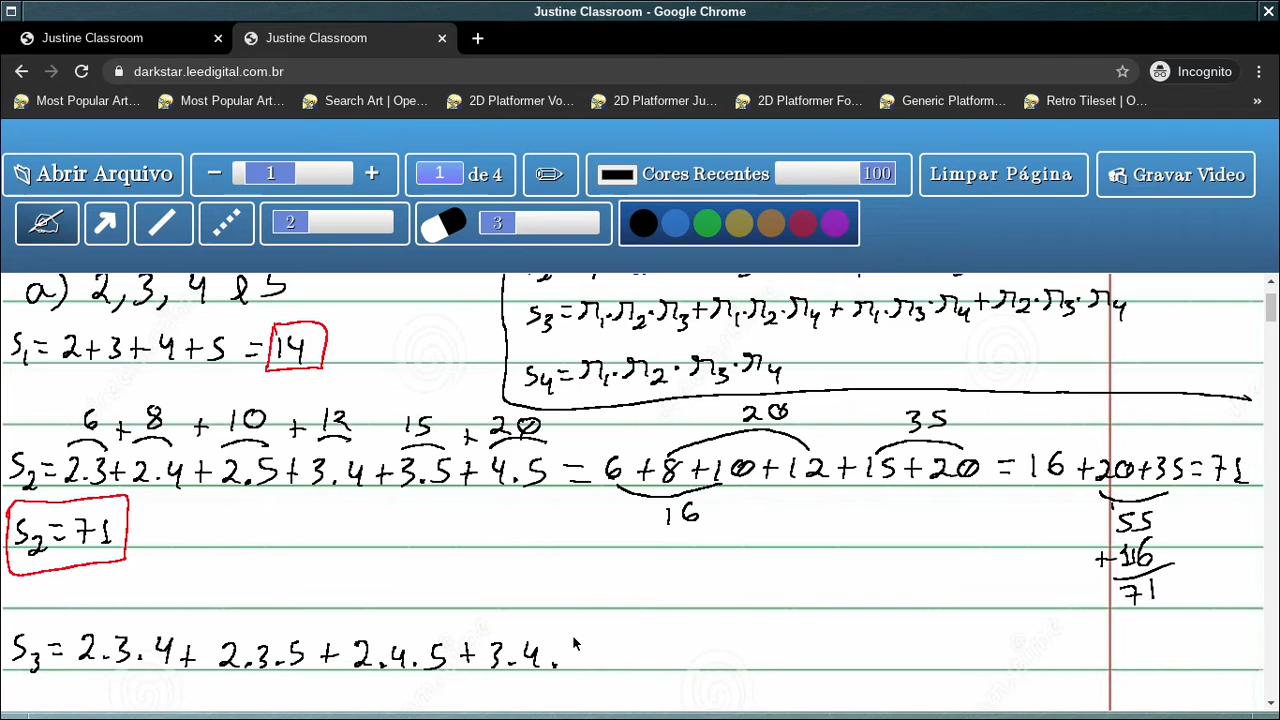 Justine Classroom - Google Chrome
Justine Classroom
Justine Classroom
darkstar.leedigital.com.br
Incognito
Most Popular Art…
Most Popular Art…
Search Art | Ope…
2D Platformer Vo…
2D Platformer Ju…
2D Platformer Fo…
Generic Platform…
Retro Tileset | O…
Abrir Arquivo
− 1 +
1 de 4
Cores Recentes 100
Limpar Página
Gravar Video
2
3
a) 2, 3, 4 e 5
S₃ = r₁·r₂·r₃ + r₁·r₂·r₄ + r₁·r₃·r₄ + r₂·r₃·r₄
S₁ = 2+3+4+5 = 14
S₄ = r₁·r₂·r₃·r₄
6 + 8 + 10 + 12 15 + 20
20 35
S₂ = 2.3 + 2.4 + 2.5 + 3.4 + 3.5 + 4.5 = 6 + 8 + 10 + 12 + 15 + 20 = 16 + 20 + 35 = 71
16
S₂ = 71
55
+ 16
71
S₃ = 2.3.4 + 2.3.5 + 2.4.5 + 3.4.